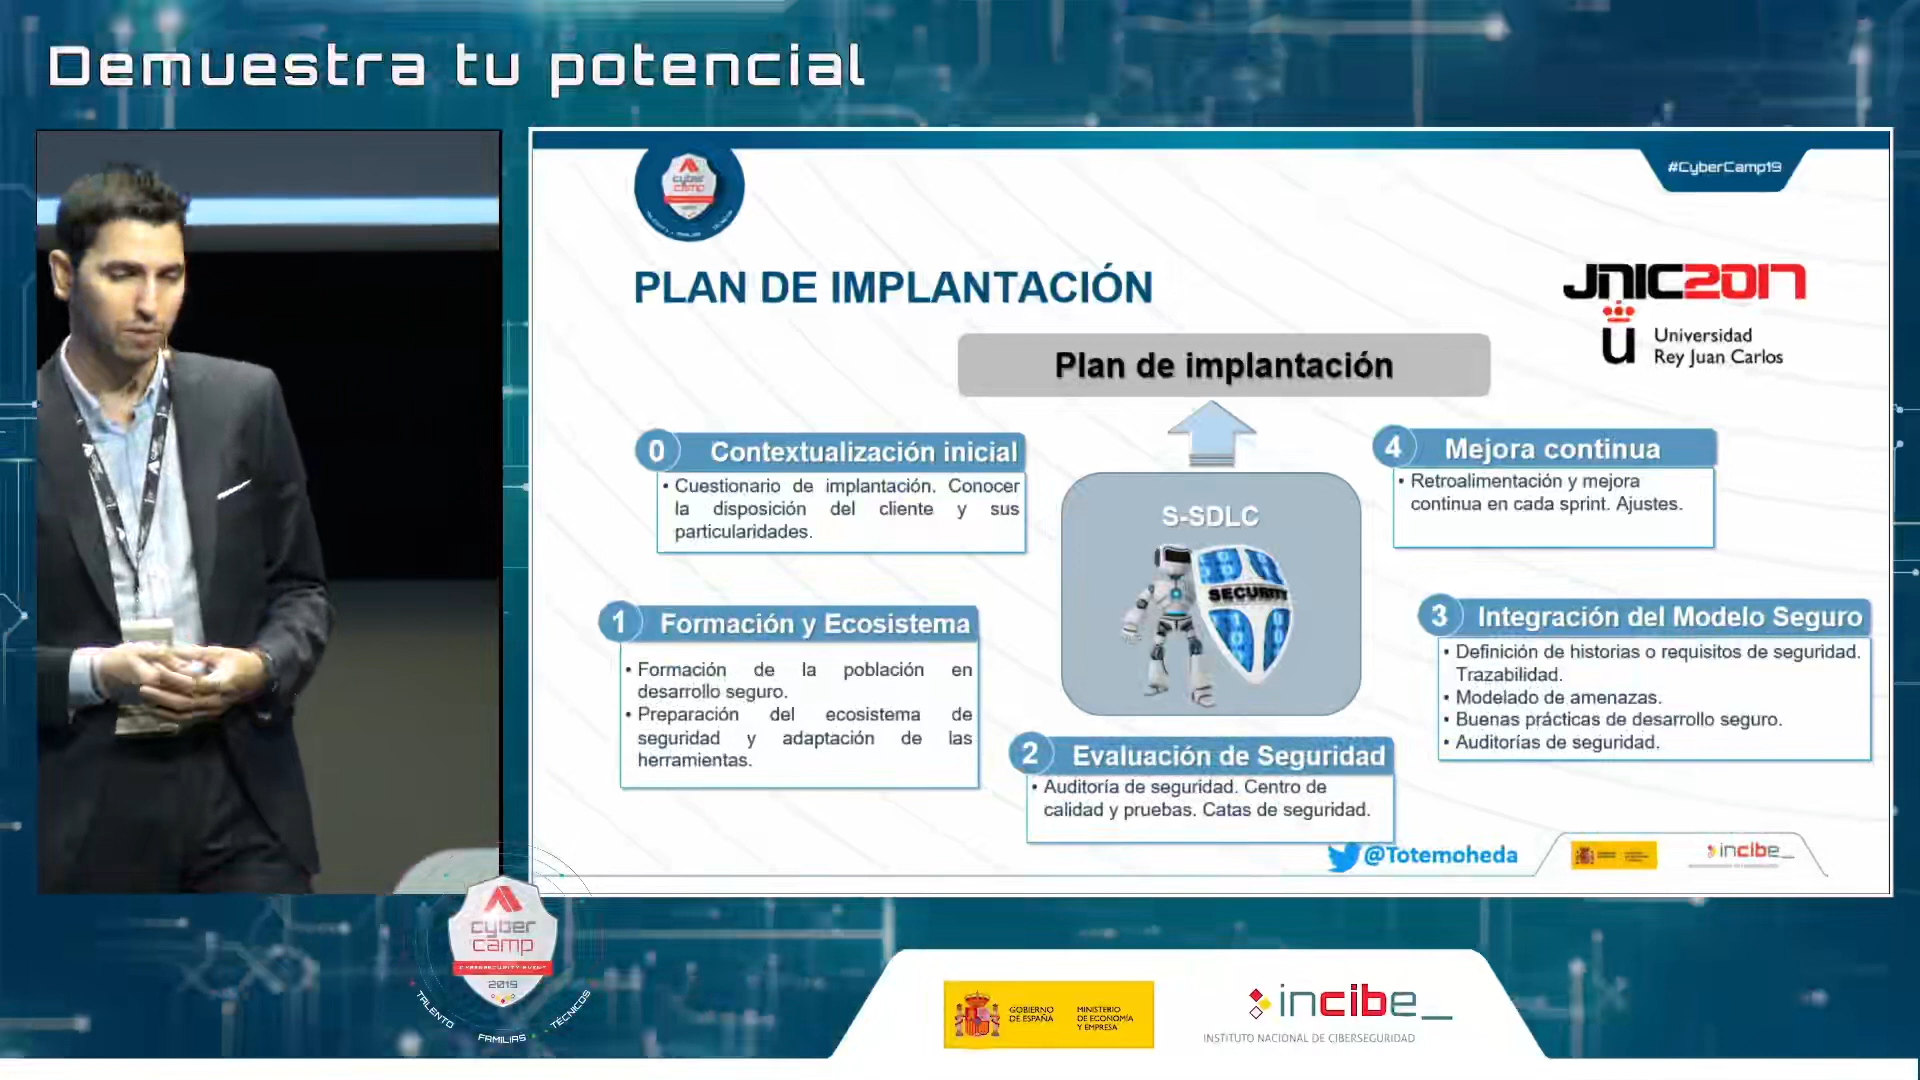 Demuestra tu potencial
cyber
camp
#CyberCamp19
PLAN DE IMPLANTACIÓN
JNIC2017
Universidad
Rey Juan Carlos
Plan de implantación
0 Contextualización inicial
• Cuestionario de implantación. Conocer
la disposición del cliente y sus
particularidades.
1 Formación y Ecosistema
• Formación de la población en
desarrollo seguro.
• Preparación del ecosistema de
seguridad y adaptación de las
herramientas.
S-SDLC
SECURITY
2 Evaluación de Seguridad
• Auditoría de seguridad. Centro de
calidad y pruebas. Catas de seguridad.
4 Mejora continua
• Retroalimentación y mejora
continua en cada sprint. Ajustes.
3 Integración del Modelo Seguro
• Definición de historias o requisitos de seguridad.
Trazabilidad.
• Modelado de amenazas.
• Buenas prácticas de desarrollo seguro.
• Auditorías de seguridad.
@Totemoheda
incibe_
cyber
camp
CYBERSECURITY EVENT
2019
TALENTO FAMILIAS TÉCNICOS
GOBIERNO
DE ESPAÑA
MINISTERIO
DE ECONOMÍA
Y EMPRESA
incibe_
INSTITUTO NACIONAL DE CIBERSEGURIDAD